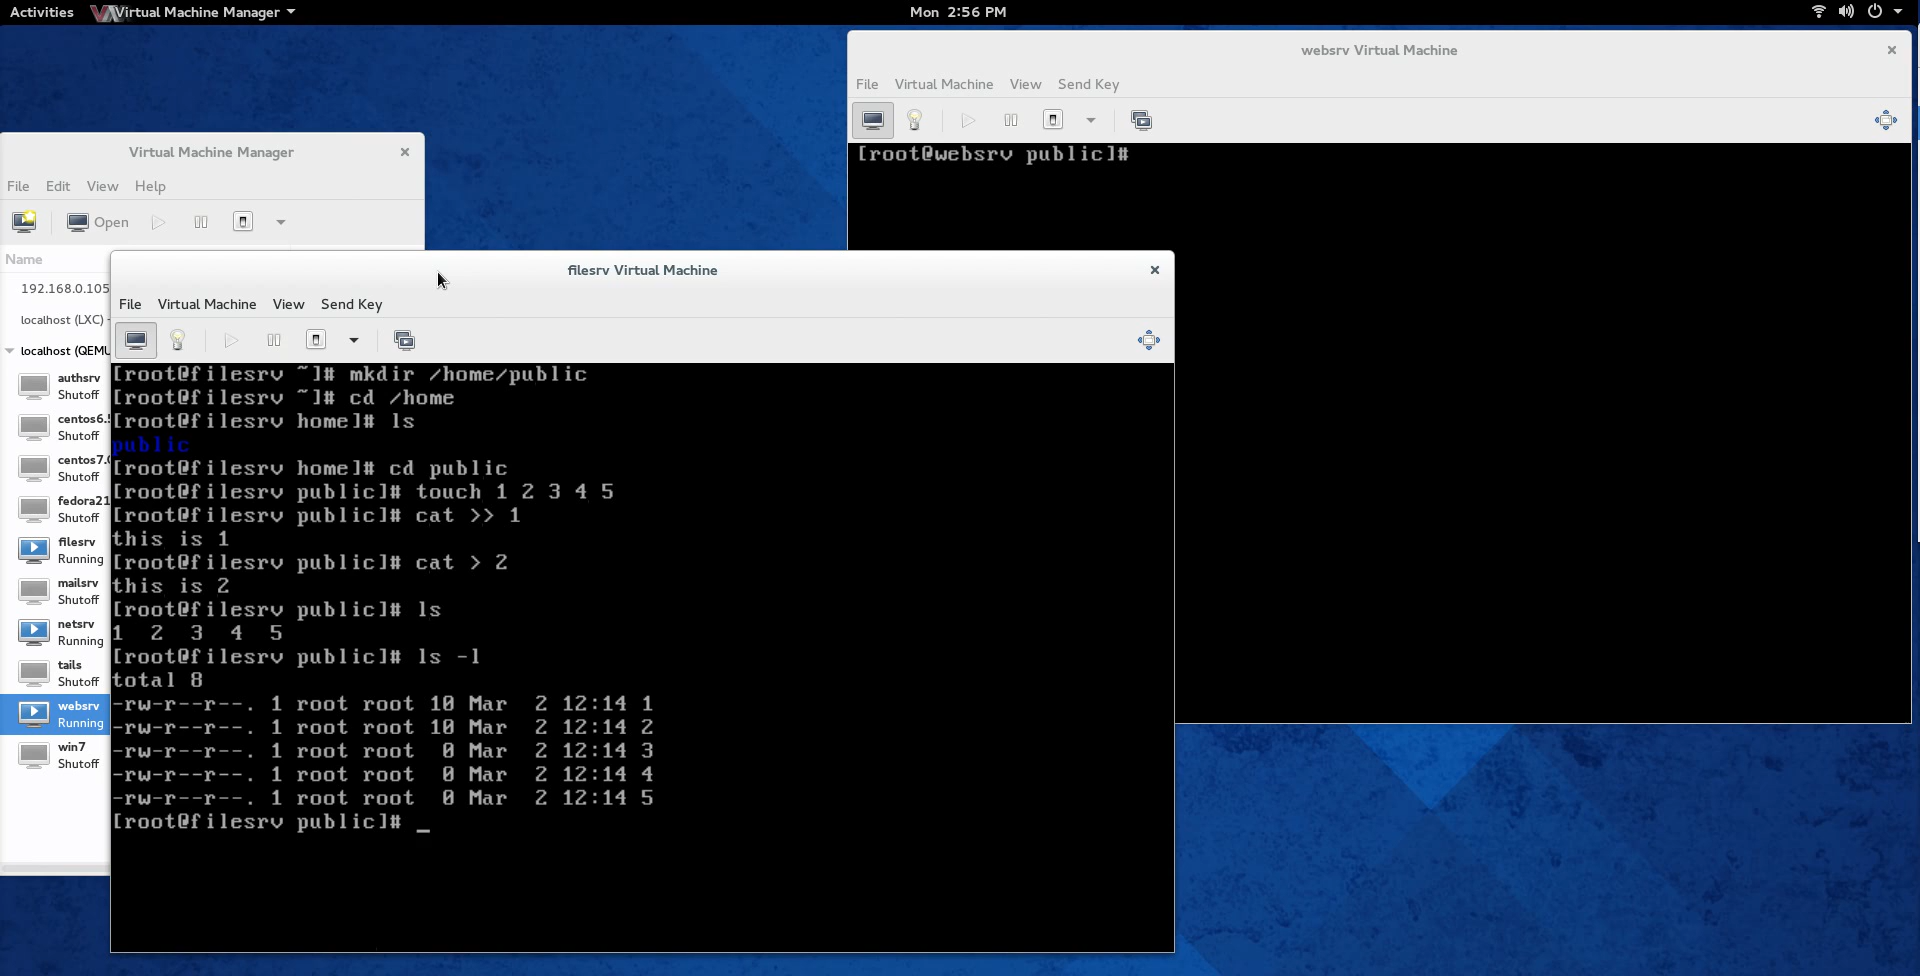 Activities Virtual Machine Manager Mon 2:56 PM
websrv Virtual Machine
File Virtual Machine View Send Key
[root@websrv public]#
Virtual Machine Manager
File Edit View Help
Open
Name
192.168.0.105
localhost (LXC)
localhost (QEMU
authsrv
Shutoff
centos6.5
Shutoff
centos7.0
Shutoff
fedora21
Shutoff
filesrv
Running
mailsrv
Shutoff
netsrv
Running
tails
Shutoff
websrv
Running
win7
Shutoff
filesrv Virtual Machine
File Virtual Machine View Send Key
[root@filesrv ~]# mkdir /home/public
[root@filesrv ~]# cd /home
[root@filesrv home]# ls
public
[root@filesrv home]# cd public
[root@filesrv public]# touch 1 2 3 4 5
[root@filesrv public]# cat >> 1
this is 1
[root@filesrv public]# cat > 2
this is 2
[root@filesrv public]# ls
1  2  3  4  5
[root@filesrv public]# ls -l
total 8
-rw-r--r--. 1 root root 10 Mar  2 12:14 1
-rw-r--r--. 1 root root 10 Mar  2 12:14 2
-rw-r--r--. 1 root root  0 Mar  2 12:14 3
-rw-r--r--. 1 root root  0 Mar  2 12:14 4
-rw-r--r--. 1 root root  0 Mar  2 12:14 5
[root@filesrv public]# _